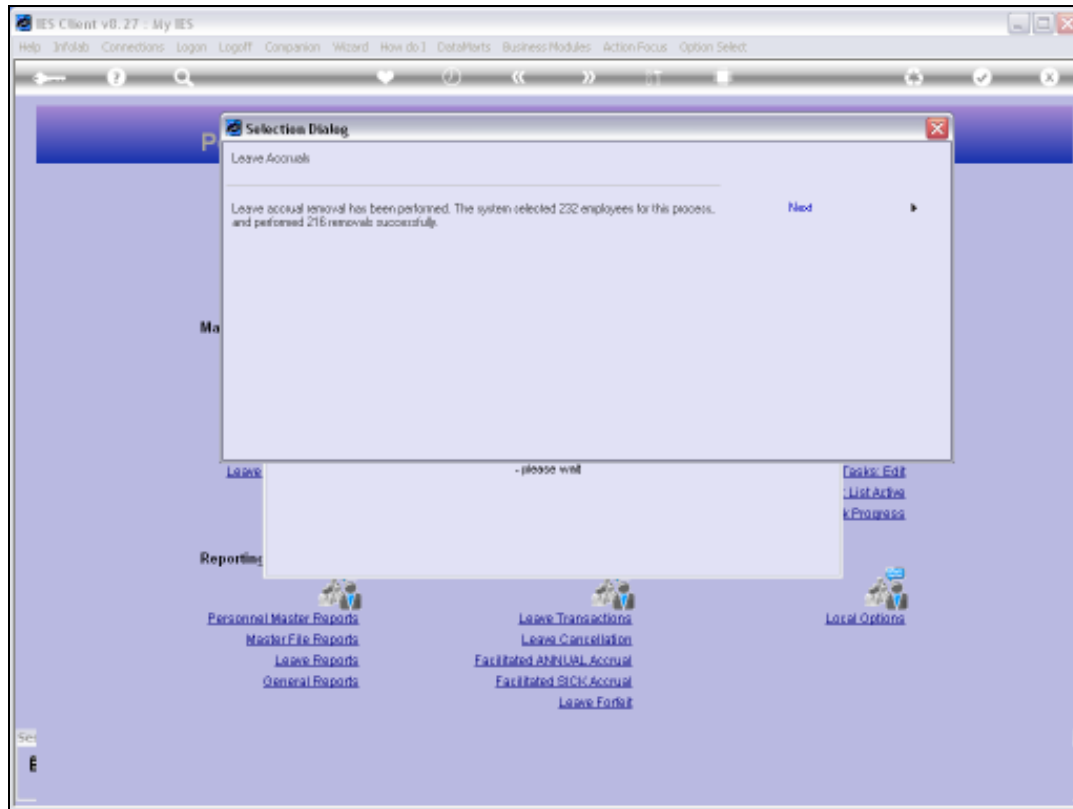 IES Client v0.27 : My IES
Help Infolab Connections Logon Logoff Companion Wizard How do I DataMarts Business Modules Action Focus Option Select
Selection Dialog
P
Leave Accruals
Leave accrual removal has been performed. The system selected 232 employees for this process, Next
and performed 216 removals successfully.
Ma
- please wait
Leave Tasks: Edit
: List Active
k Progress
Reporting
Personnel Master Reports Leave Transactions Local Options
Master File Reports Leave Cancellation
Leave Reports Facilitated ANNUAL Accrual
General Reports Facilitated SICK Accrual
Leave Forfeit